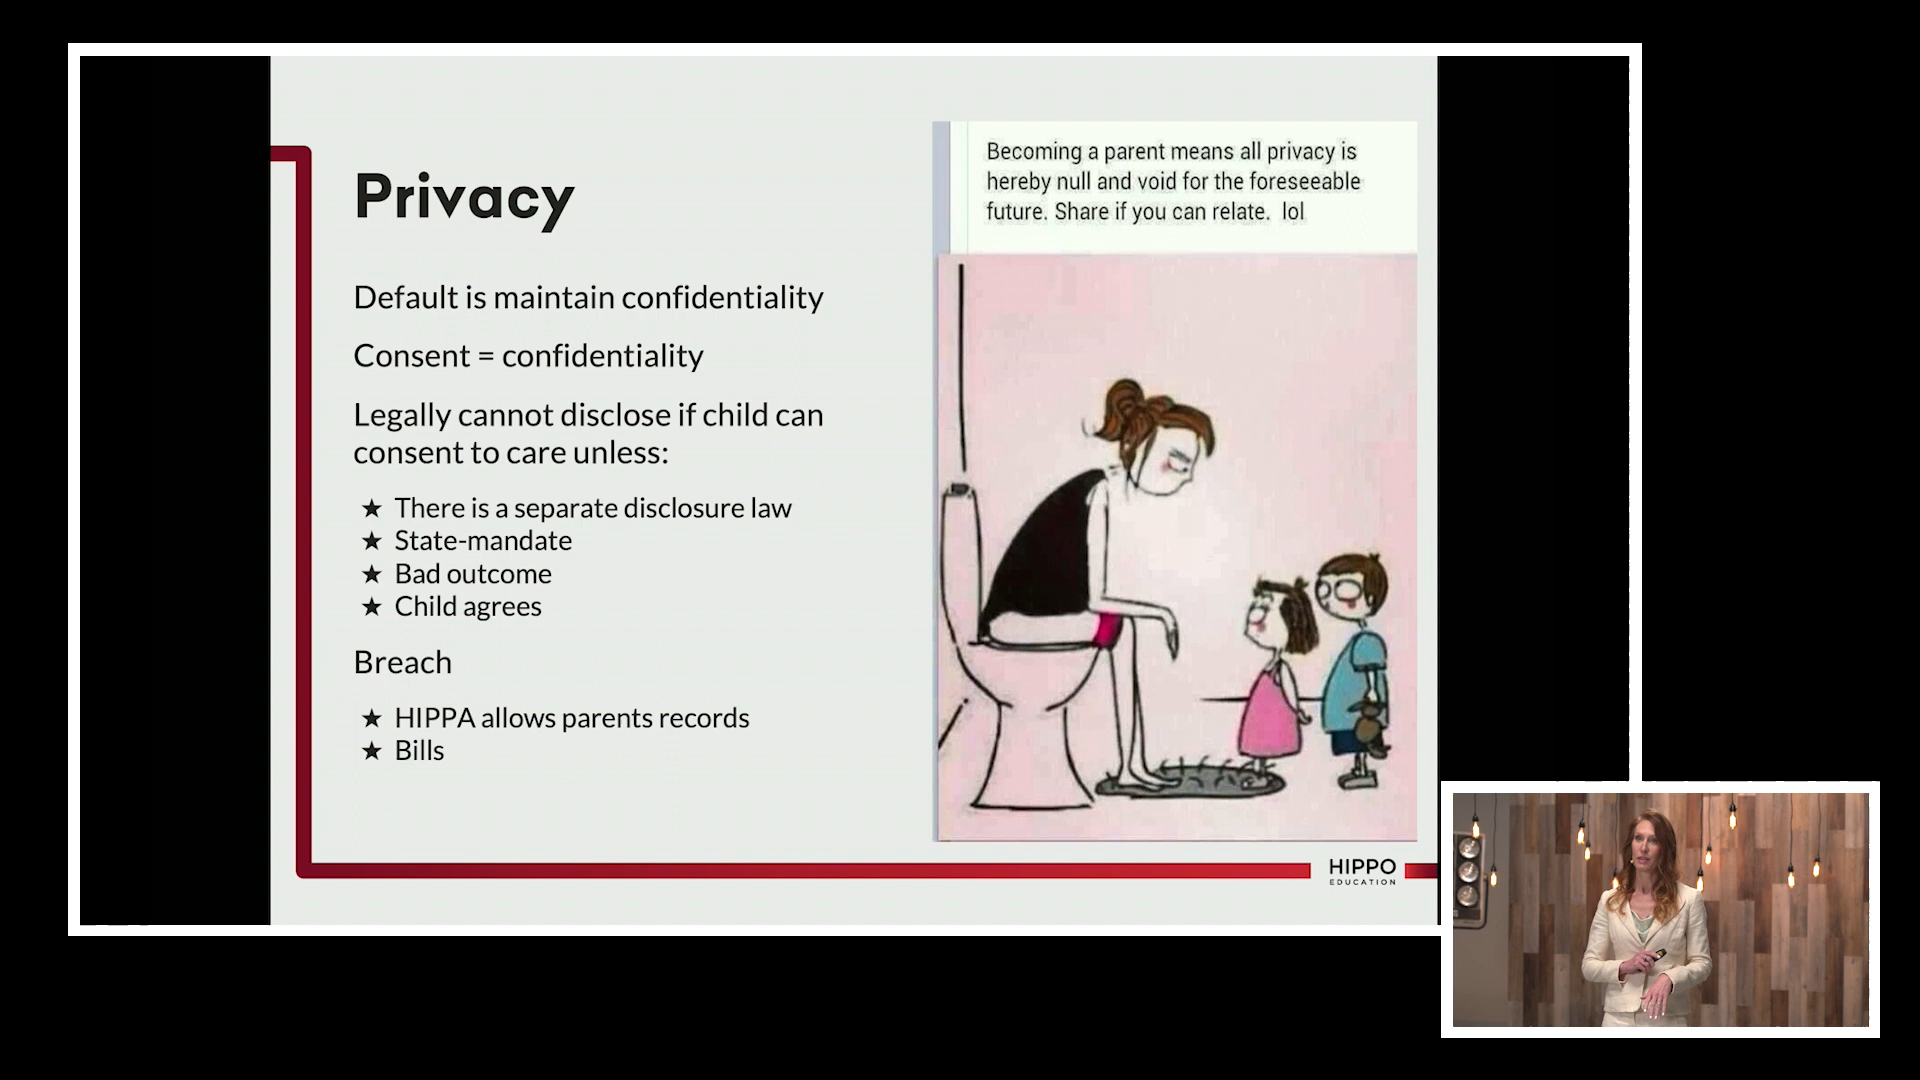 Privacy
Default is maintain confidentiality
Consent = confidentiality
Legally cannot disclose if child can
consent to care unless:
★ There is a separate disclosure law
★ State-mandate
★ Bad outcome
★ Child agrees
Breach
★ HIPPA allows parents records
★ Bills
Becoming a parent means all privacy is
hereby null and void for the foreseeable
future. Share if you can relate. lol
HIPPO
EDUCATION